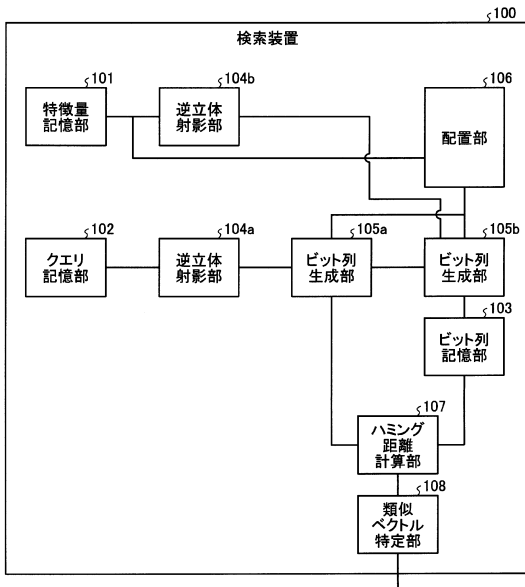 100
検索装置
101
特徴量
記憶部
104b
逆立体
射影部
106
配置部
102
クエリ
記憶部
104a
逆立体
射影部
105a
ビット列
生成部
105b
ビット列
生成部
103
ビット列
記憶部
107
ハミング
距離
計算部
108
類似
ベクトル
特定部